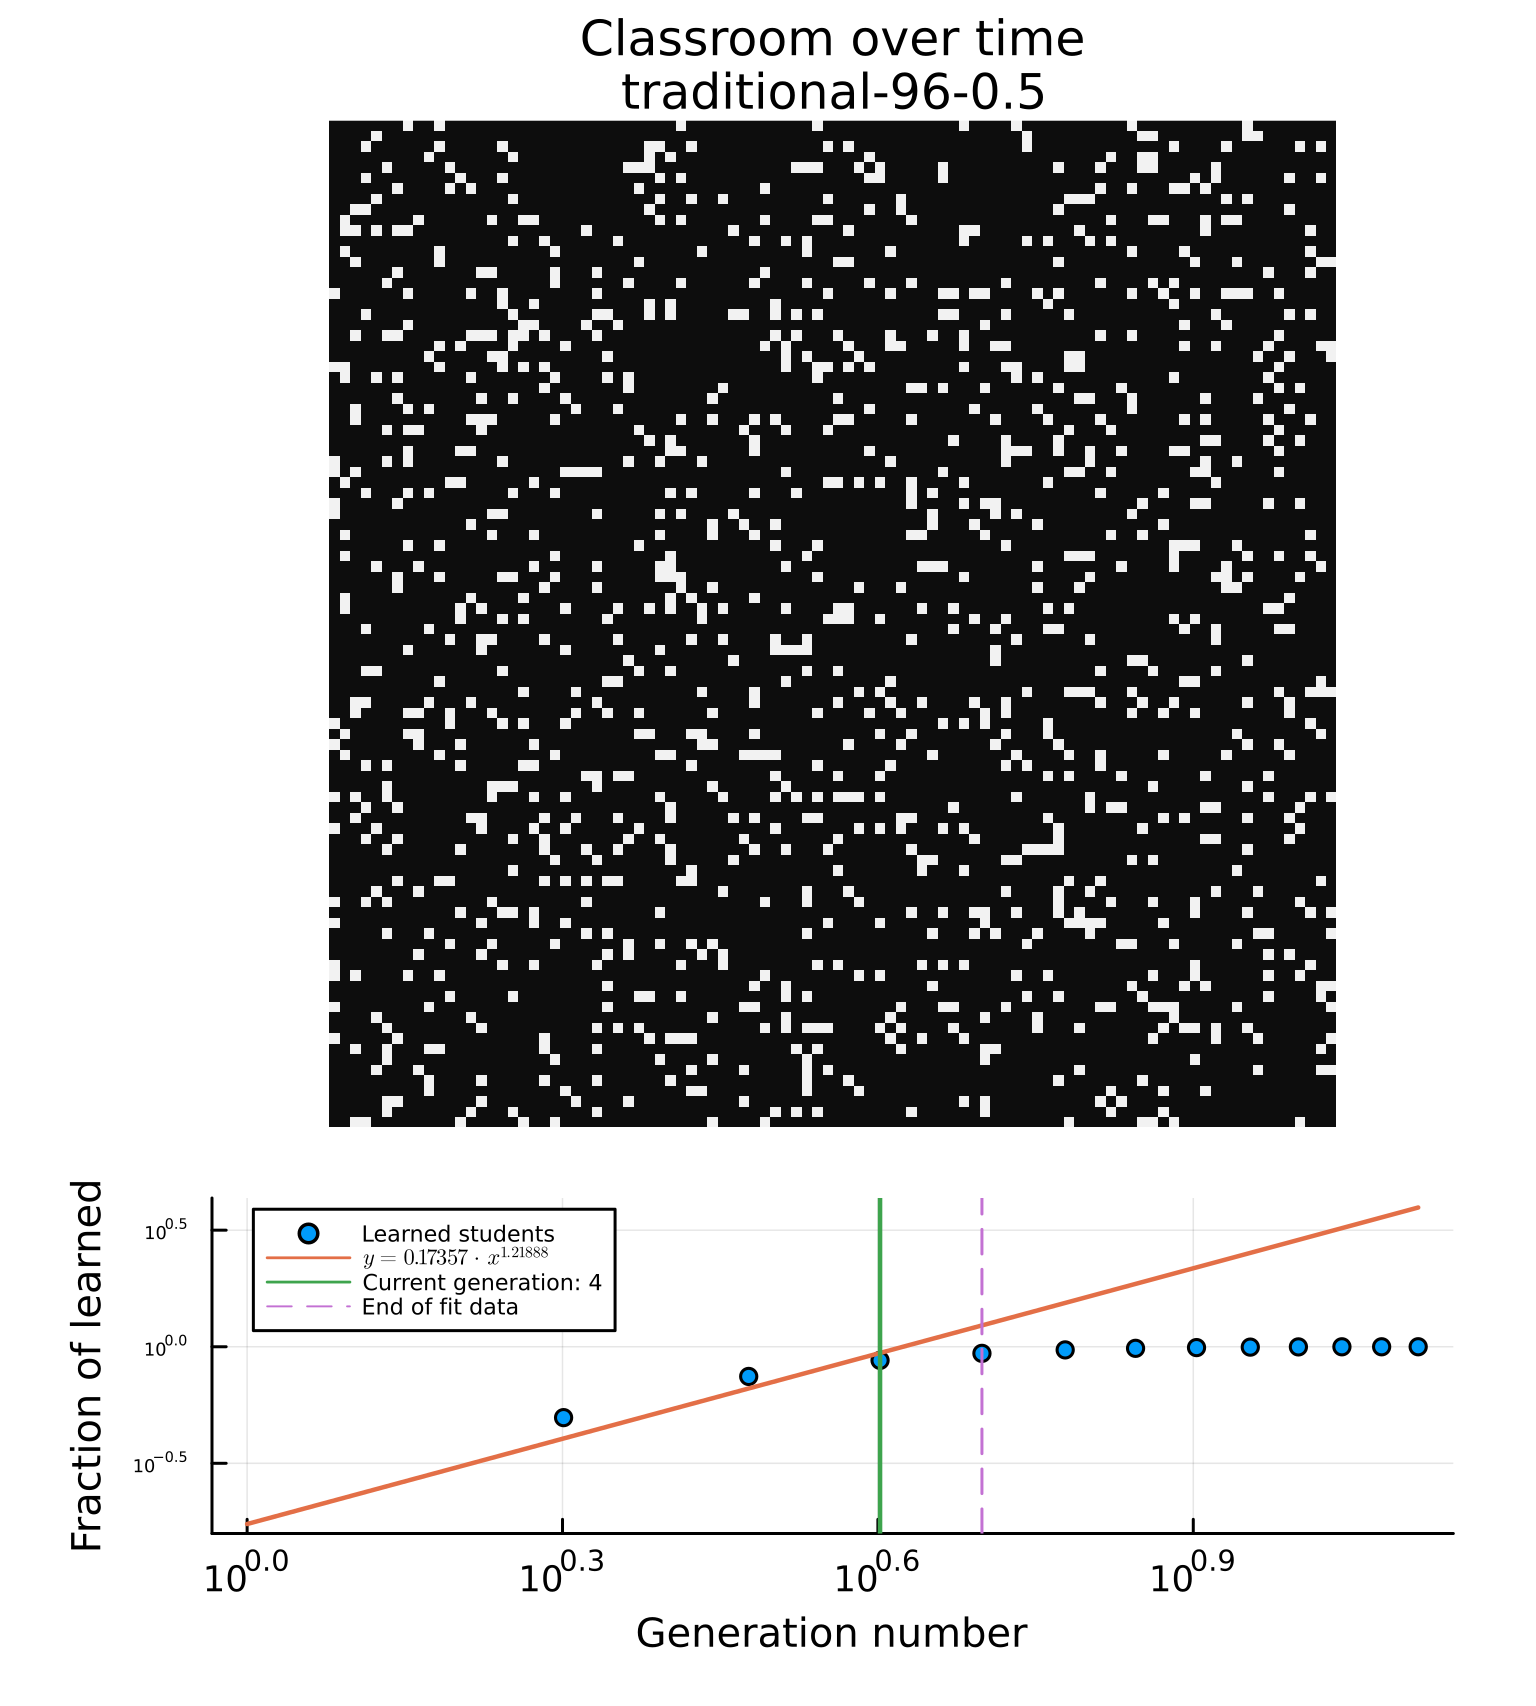 Classroom over time
traditional-96-0.5
Fraction of learned
10^0.5
10^0.0
10^−0.5
Learned students
y = 0.17357 · x^1.21888
Current generation: 4
End of fit data
10^0.0 10^0.3 10^0.6 10^0.9
Generation number